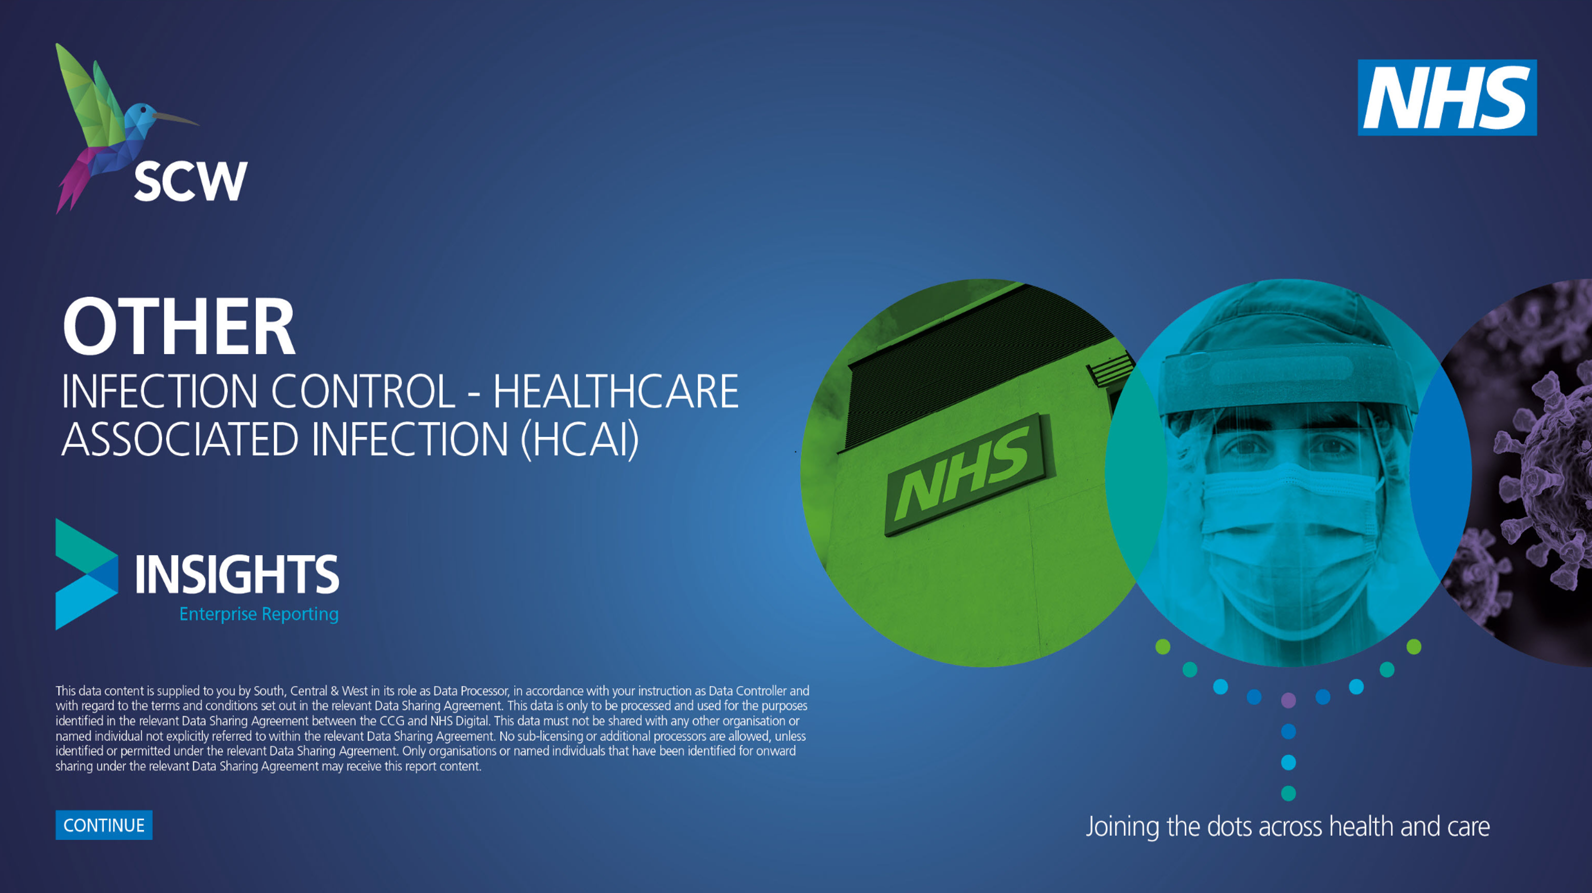 SCW
NHS
OTHER
INFECTION CONTROL - HEALTHCARE
ASSOCIATED INFECTION (HCAI)
NHS
INSIGHTS
Enterprise Reporting
This data content is supplied to you by South, Central & West in its role as Data Processor, in accordance with your instruction as Data Controller and
with regard to the terms and conditions set out in the relevant Data Sharing Agreement. This data is only to be processed and used for the purposes
identified in the relevant Data Sharing Agreement between the CCG and NHS Digital. This data must not be shared with any other organisation or
named individual not explicitly referred to within the relevant Data Sharing Agreement. No sub-licensing or additional processors are allowed, unless
identified or permitted under the relevant Data Sharing Agreement. Only organisations or named individuals that have been identified for onward
sharing under the relevant Data Sharing Agreement may receive this report content.
CONTINUE
Joining the dots across health and care